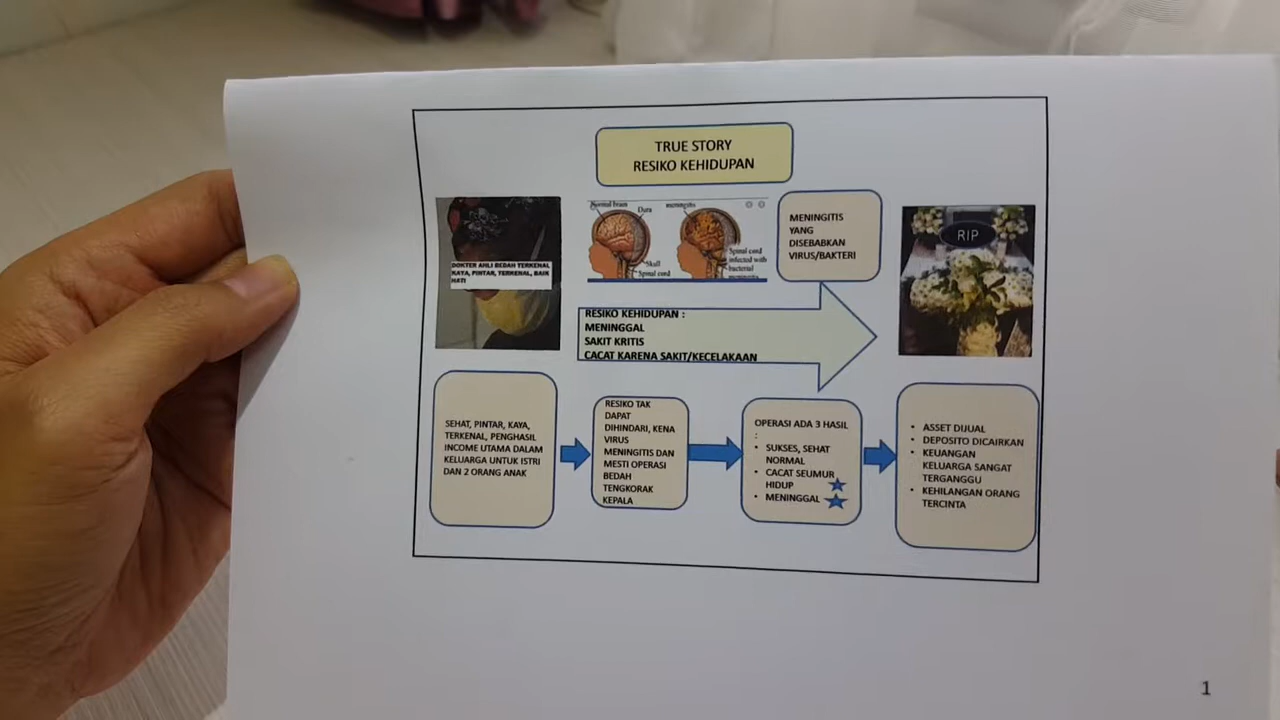 TRUE STORY
RESIKO KEHIDUPAN
DOKTER AHLI BEDAH TERKENAL
KAYA, PINTAR, TERKENAL, BAIK
HATI
Normal brain
Dura
Skull
Spinal cord
meningitis
Spinal cord
infected with
bacterial
meningitis
MENINGITIS
YANG
DISEBABKAN
VIRUS/BAKTERI
RIP
RESIKO KEHIDUPAN :
MENINGGAL
SAKIT KRITIS
CACAT KARENA SAKIT/KECELAKAAN
SEHAT, PINTAR, KAYA,
TERKENAL, PENGHASIL
INCOME UTAMA DALAM
KELUARGA UNTUK ISTRI
DAN 2 ORANG ANAK
RESIKO TAK
DAPAT
DIHINDARI, KENA
VIRUS
MENINGITIS DAN
MESTI OPERASI
BEDAH
TENGKORAK
KEPALA
OPERASI ADA 3 HASIL
:
• SUKSES, SEHAT
NORMAL
• CACAT SEUMUR
HIDUP
• MENINGGAL
• ASSET DIJUAL
• DEPOSITO DICAIRKAN
• KEUANGAN
KELUARGA SANGAT
TERGANGGU
• KEHILANGAN ORANG
TERCINTA
1